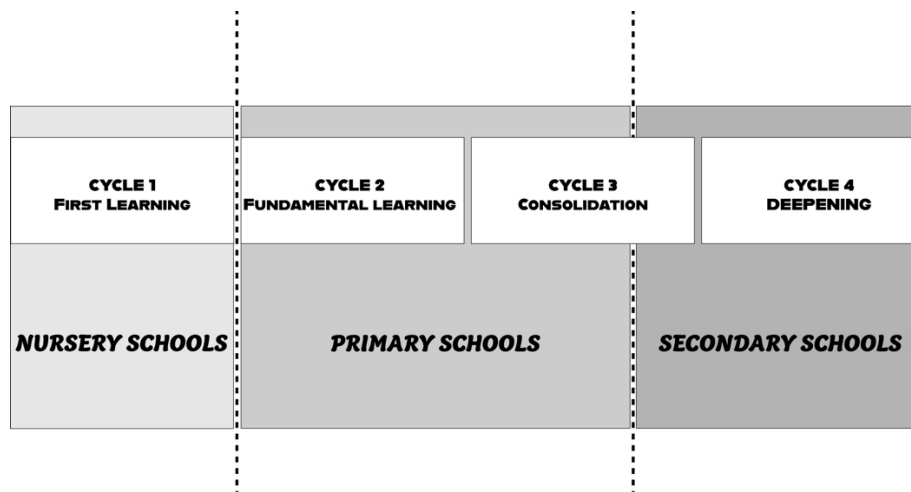 CYCLE 1
First Learning
CYCLE 2
Fundamental learning
CYCLE 3
Consolidation
CYCLE 4
DEEPENING
NURSERY SCHOOLS
PRIMARY SCHOOLS
SECONDARY SCHOOLS